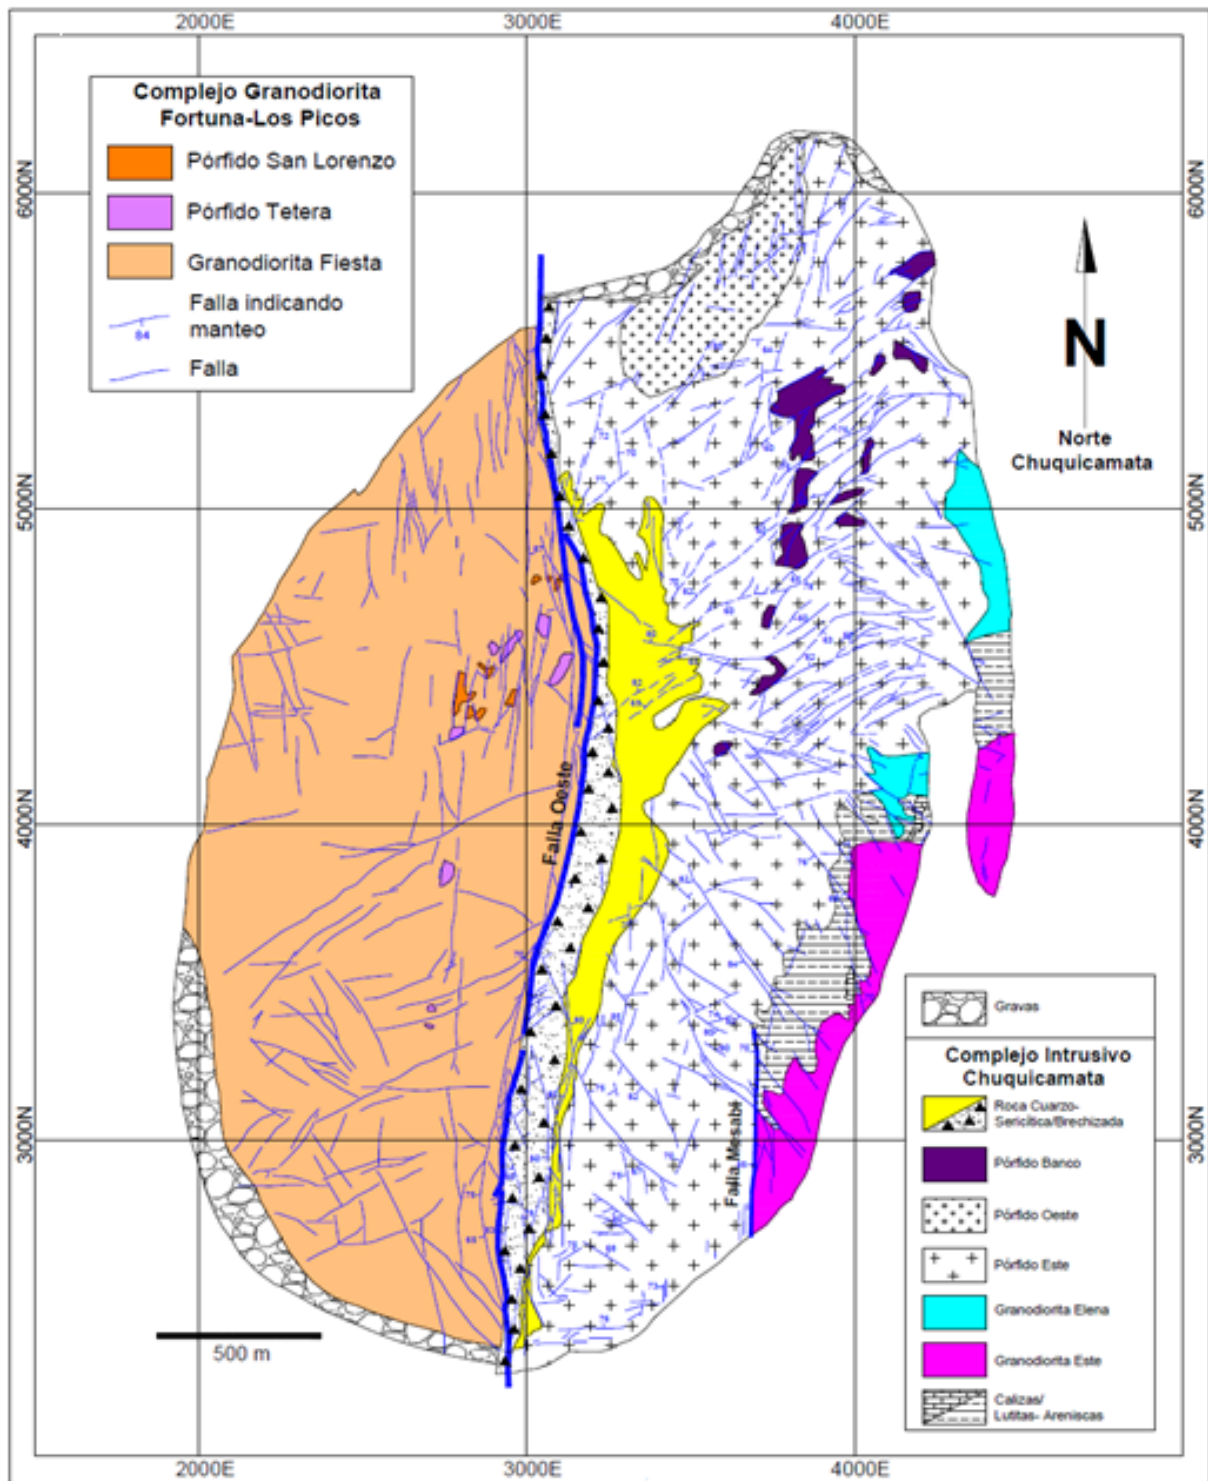 2000E
3000E
4000E
Complejo Granodiorita
Fortuna-Los Picos
Pórfido San Lorenzo
Pórfido Tetera
Granodiorita Fiesta
Falla indicando
manteo
84
Falla
6000N
6000N
N
Norte
Chuquicamata
5000N
5000N
Falla Oeste
4000N
4000N
Falla Mesabi
3000N
3000N
Gravas
Complejo Intrusivo
Chuquicamata
Roca Cuarzo-
Sericítica/Brechizada
Pórfido Banco
Pórfido Oeste
Pórfido Este
Granodiorita Elena
Granodiorita Este
Calizas/
Lutitas- Areniscas
500 m
2000E
3000E
4000E